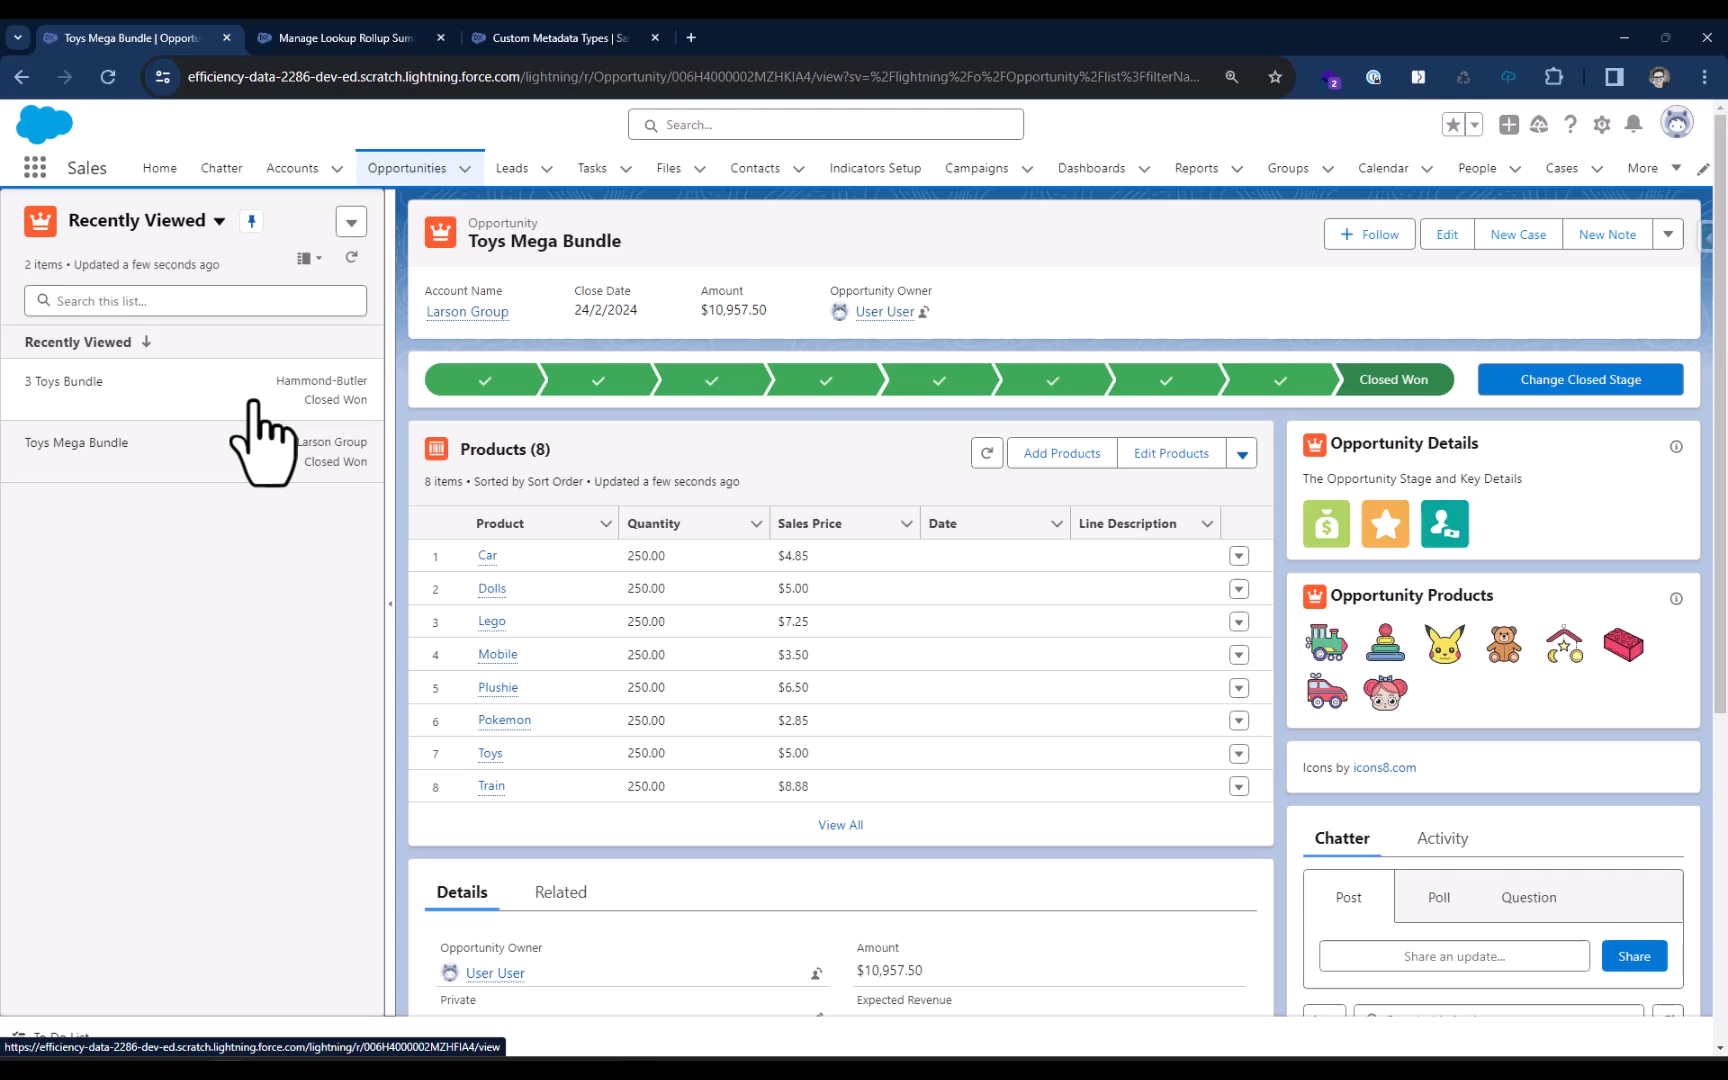 Toys Mega Bundle | Opportu
Manage Lookup Rollup Sum
Custom Metadata Types | Sa
efficiency-data-2286-dev-ed.scratch.lightning.force.com/lightning/r/Opportunity/006H4000002MZHKIA4/view?sv=%2Flightning%2Fo%2FOpportunity%2Flist%3FfilterNa...
2
Search...
Sales
Home
Chatter
Accounts
Opportunities
Leads
Tasks
Files
Contacts
Indicators Setup
Campaigns
Dashboards
Reports
Groups
Calendar
People
Cases
More
Recently Viewed
2 items • Updated a few seconds ago
Search this list...
Recently Viewed
3 Toys Bundle
Hammond-Butler
Closed Won
Toys Mega Bundle
Larson Group
Closed Won
Opportunity
Toys Mega Bundle
Follow
Edit
New Case
New Note
Account Name
Larson Group
Close Date
24/2/2024
Amount
$10,957.50
Opportunity Owner
User User
Closed Won
Change Closed Stage
Products (8)
Add Products
Edit Products
8 items • Sorted by Sort Order • Updated a few seconds ago
Product Quantity Sales Price Date Line Description
1 Car 250.00 $4.85
2 Dolls 250.00 $5.00
3 Lego 250.00 $7.25
4 Mobile 250.00 $3.50
5 Plushie 250.00 $6.50
6 Pokemon 250.00 $2.85
7 Toys 250.00 $5.00
8 Train 250.00 $8.88
View All
Details
Related
Opportunity Owner
User User
Private
Amount
$10,957.50
Expected Revenue
Opportunity Details
The Opportunity Stage and Key Details
Opportunity Products
Icons by icons8.com
Chatter
Activity
Post
Poll
Question
Share an update...
Share
To Do List
https://efficiency-data-2286-dev-ed.scratch.lightning.force.com/lightning/r/006H4000002MZHFIA4/view